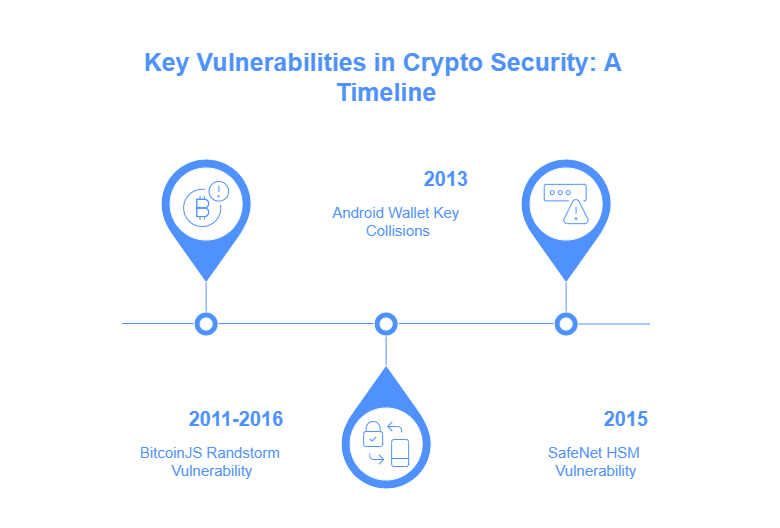 Key Vulnerabilities in Crypto Security: A
Timeline
2013
Android Wallet Key
Collisions
2011-2016
BitcoinJS Randstorm
Vulnerability
2015
SafeNet HSM
Vulnerability